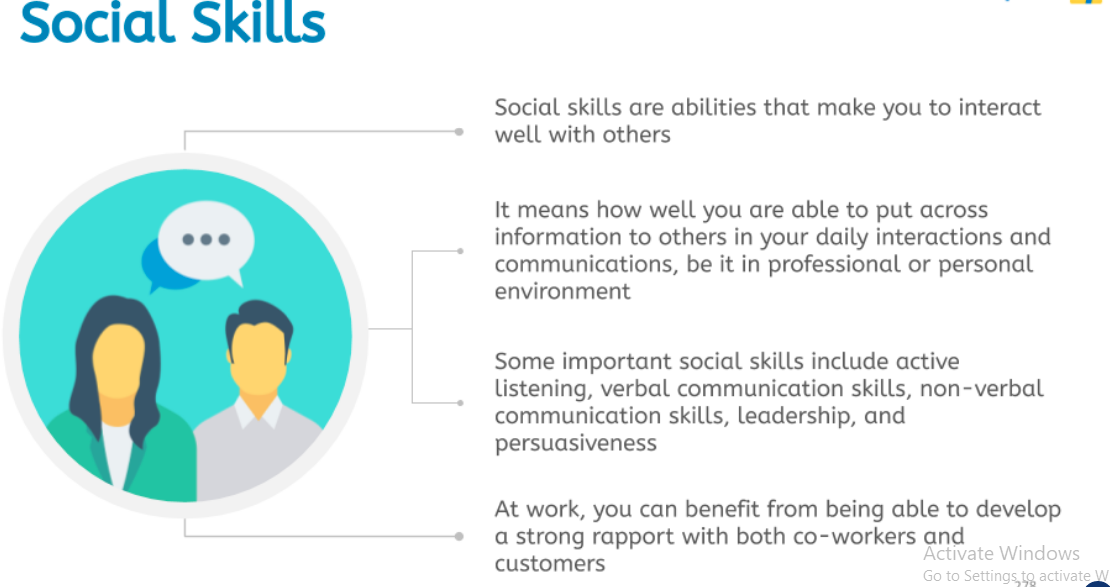 Social Skills
Social skills are abilities that make you to interact
well with others
It means how well you are able to put across
information to others in your daily interactions and
communications, be it in professional or personal
environment
Some important social skills include active
listening, verbal communication skills, non-verbal
communication skills, leadership, and
persuasiveness
At work, you can benefit from being able to develop
a strong rapport with both co-workers and
customers
Activate Windows
Go to Settings to activate W
278